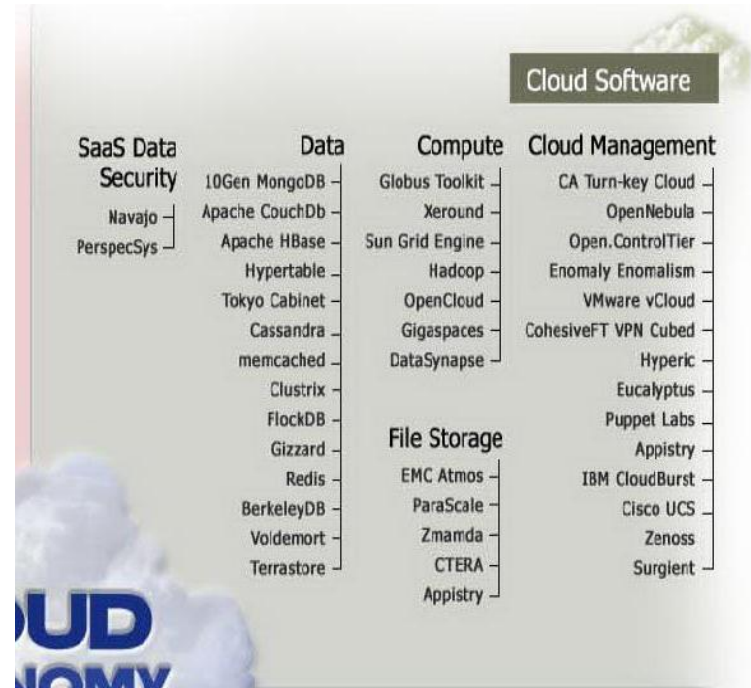 Cloud Software
SaaS Data
Security
Navajo
PerspecSys
Data
10Gen MongoDB
Apache CouchDb
Apache HBase
Hypertable
Tokyo Cabinet
Cassandra
memcached
Clustrix
FlockDB
Gizzard
Redis
BerkeleyDB
Voldemort
Terrastore
Compute
Globus Toolkit
Xeround
Sun Grid Engine
Hadoop
OpenCloud
Gigaspaces
DataSynapse
File Storage
EMC Atmos
ParaScale
Zmamda
CTERA
Appistry
Cloud Management
CA Turn-key Cloud
OpenNebula
Open.ControlTier
Enomaly Enomalism
VMware vCloud
CohesiveFT VPN Cubed
Hyperic
Eucalyptus
Puppet Labs
Appistry
IBM CloudBurst
Cisco UCS
Zenoss
Surgient
OUD
NOMY